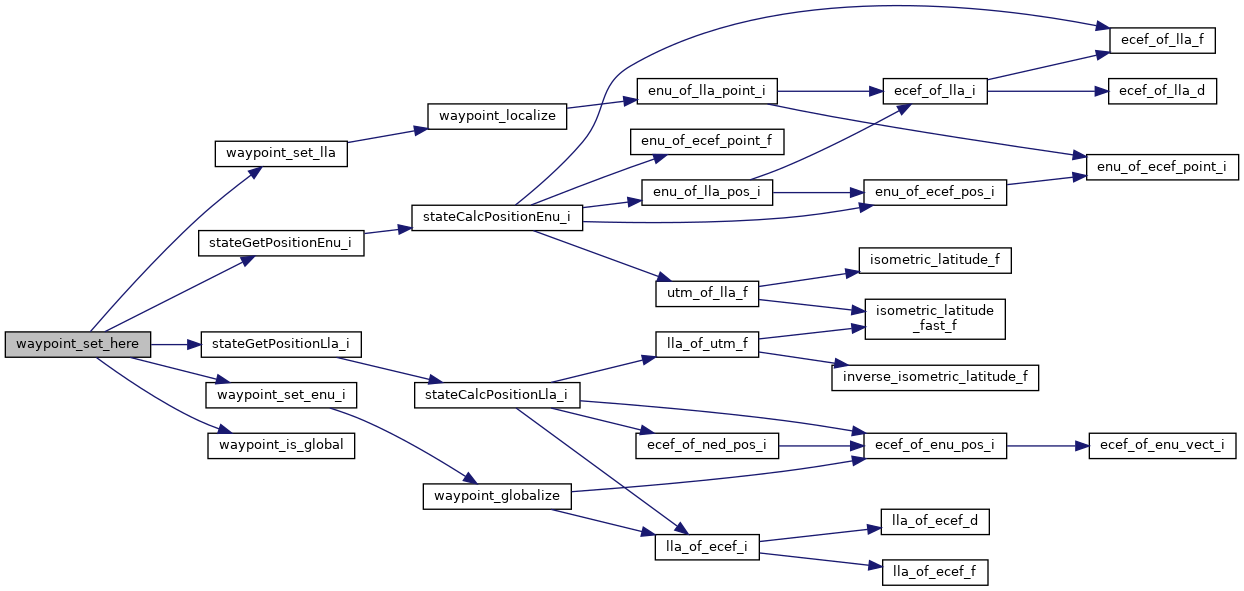 waypoint_set_here
waypoint_set_lla
stateGetPositionEnu_i
stateGetPositionLla_i
waypoint_set_enu_i
waypoint_is_global
waypoint_localize
stateCalcPositionEnu_i
stateCalcPositionLla_i
waypoint_globalize
enu_of_lla_point_i
enu_of_ecef_point_f
enu_of_lla_pos_i
utm_of_lla_f
lla_of_utm_f
ecef_of_ned_pos_i
lla_of_ecef_i
ecef_of_lla_i
enu_of_ecef_pos_i
isometric_latitude_f
isometric_latitude
_fast_f
inverse_isometric_latitude_f
ecef_of_enu_pos_i
lla_of_ecef_d
lla_of_ecef_f
ecef_of_lla_f
ecef_of_lla_d
enu_of_ecef_point_i
ecef_of_enu_vect_i